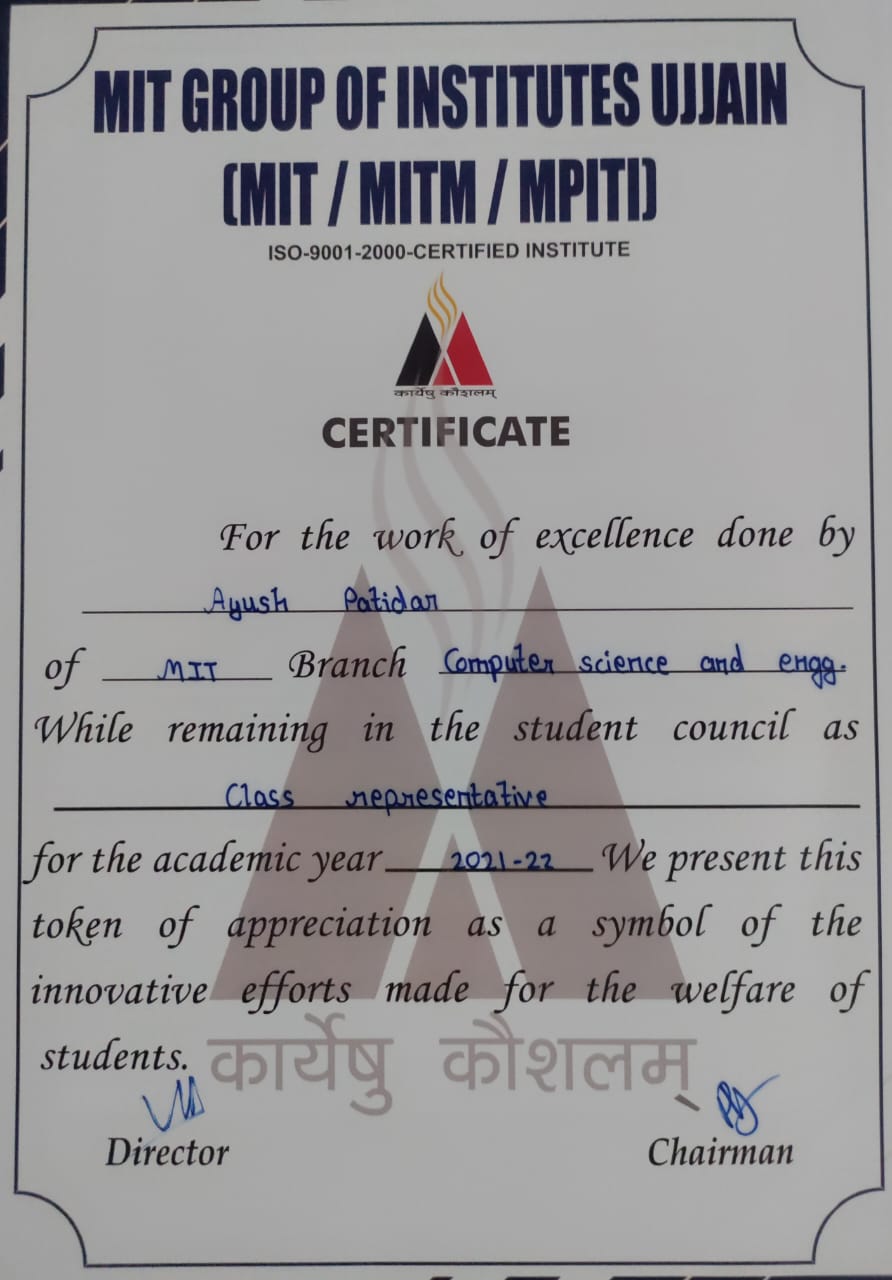 MIT GROUP OF INSTITUTES UJJAIN
(MIT / MITM / MPITI)
ISO-9001-2000-CERTIFIED INSTITUTE
कार्येषु कौशलम्
CERTIFICATE
For the work of excellence done by
Ayush Patidar
of MIT Branch Computer science and engg.
While remaining in the student council as
Class representative
for the academic year 2021-22 We present this
token of appreciation as a symbol of the
innovative efforts made for the welfare of
students.
कार्येषु कौशलम्
Director Chairman